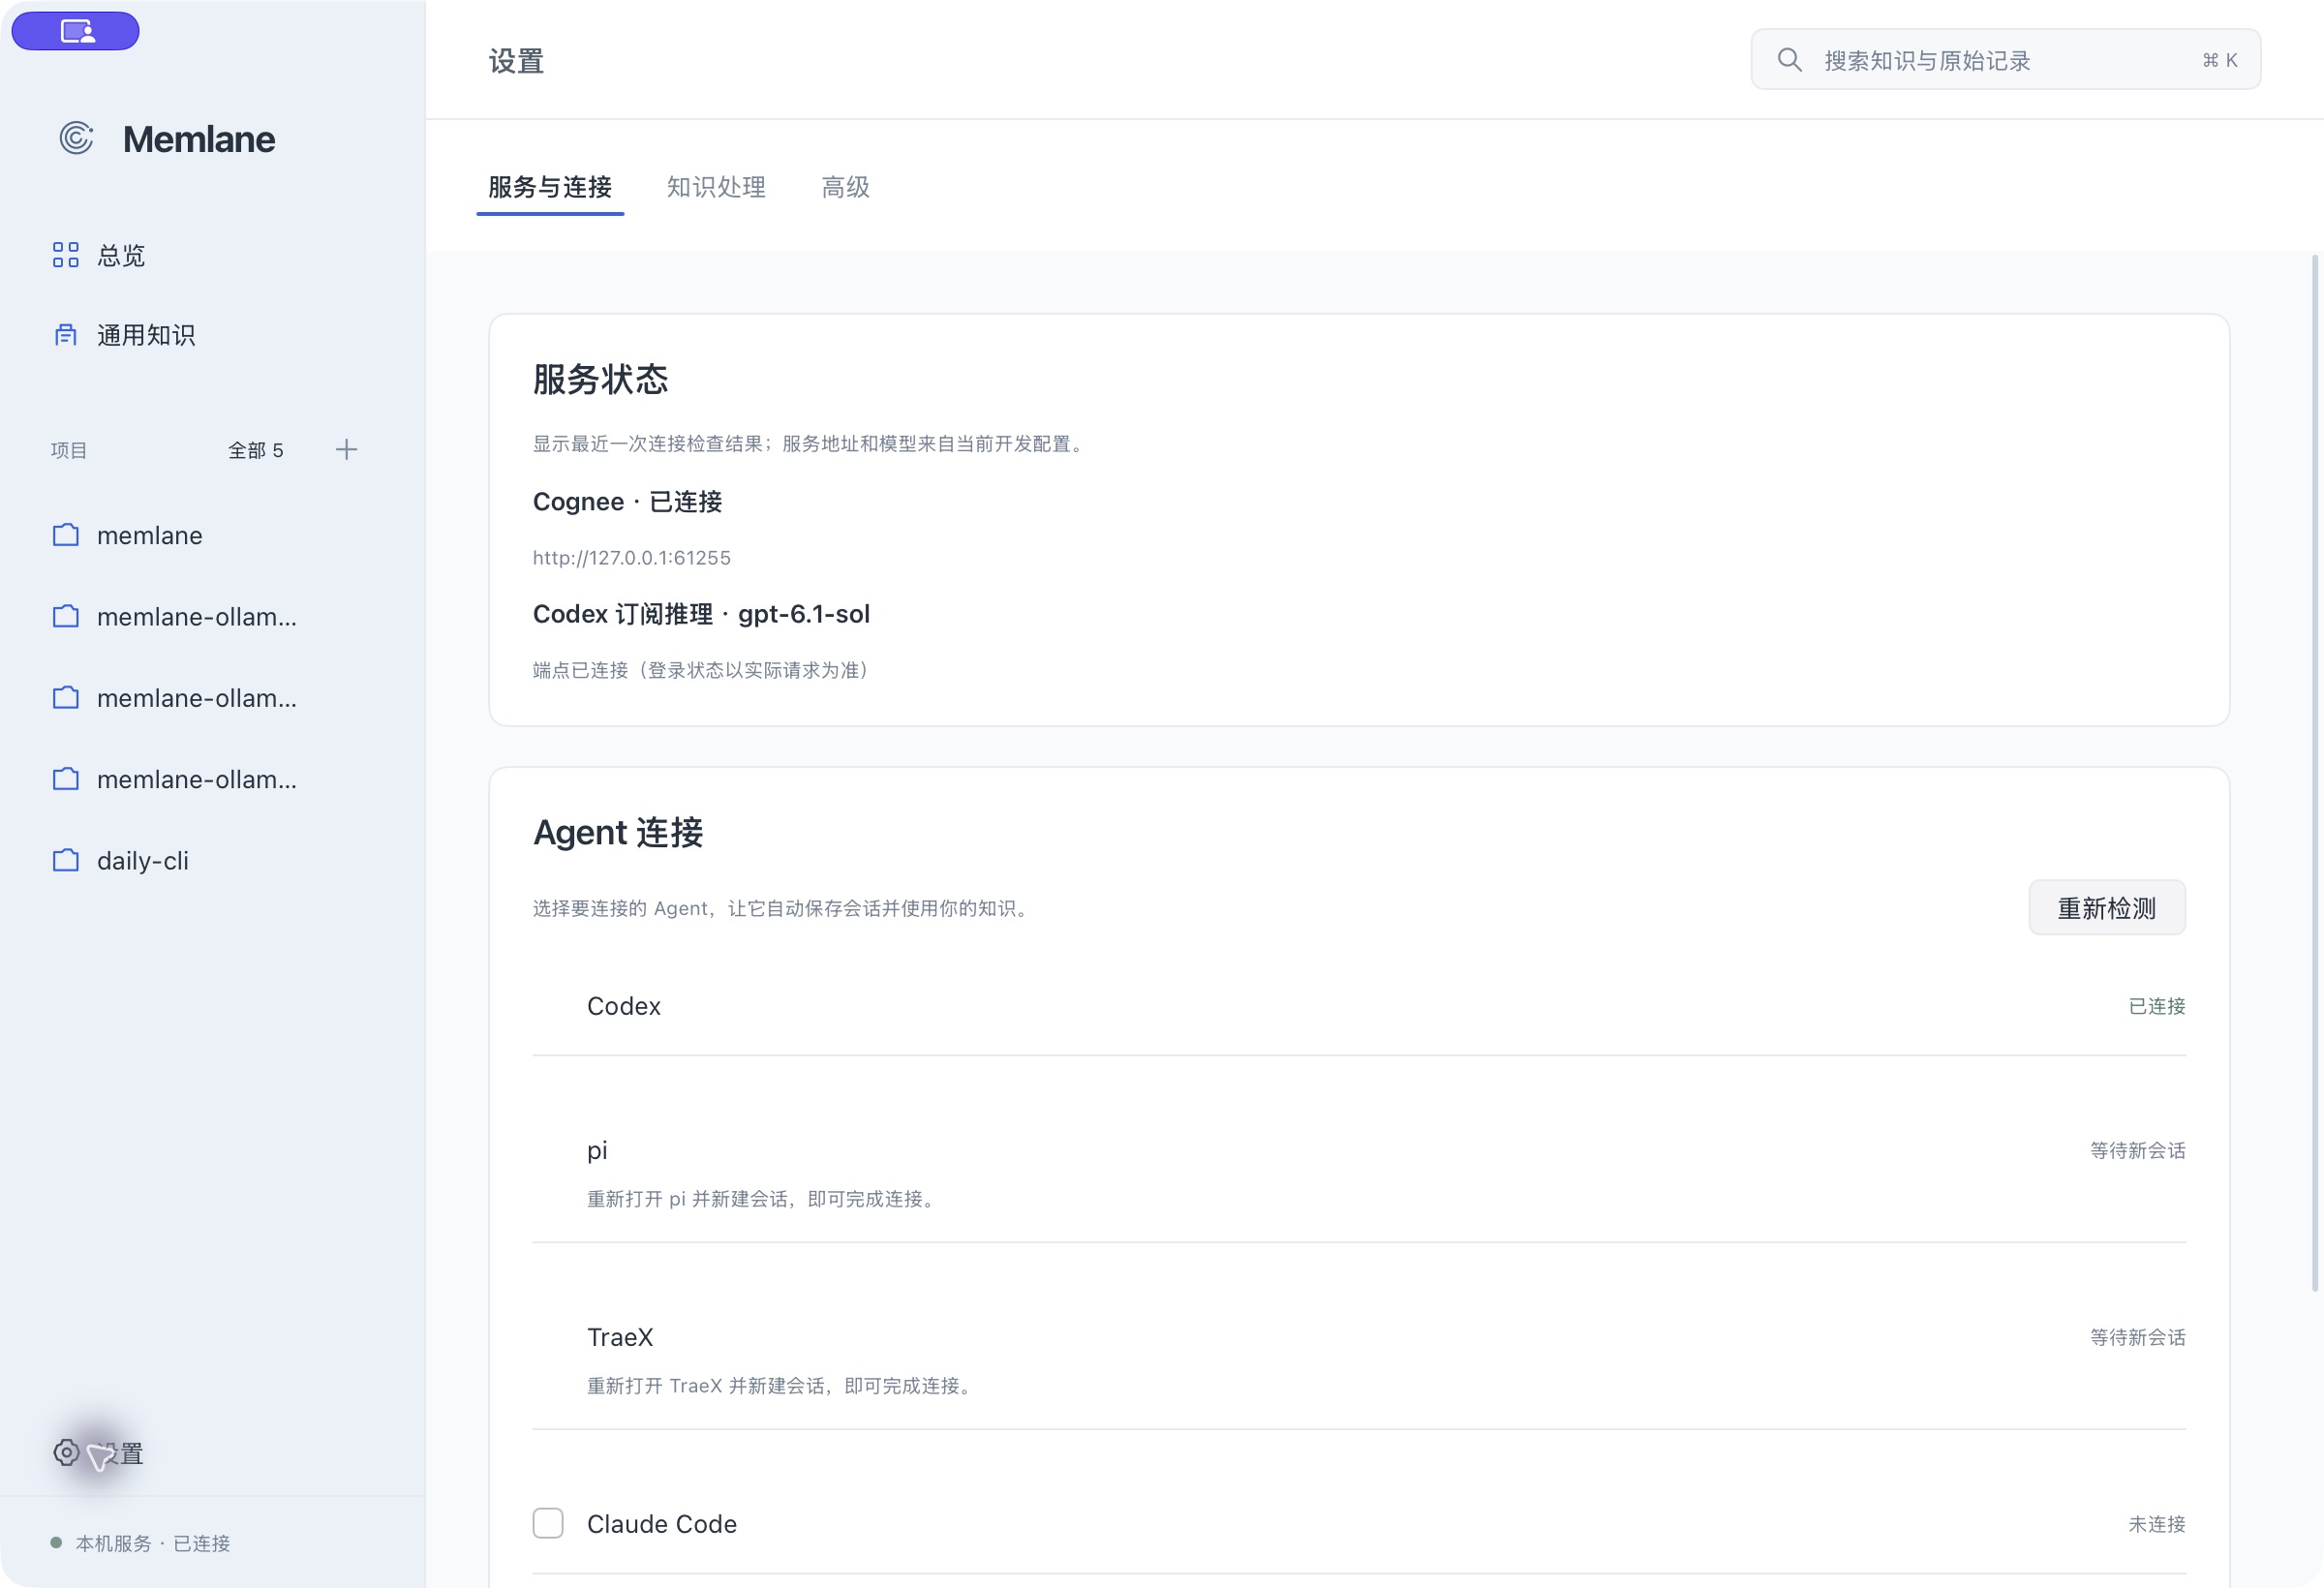 Memlane
总览
通用知识
项目 全部 5
memlane
memlane-ollam...
memlane-ollam...
memlane-ollam...
daily-cli
设置
本机服务 · 已连接
设置
搜索知识与原始记录 ⌘ K
服务与连接 知识处理 高级
服务状态
显示最近一次连接检查结果；服务地址和模型来自当前开发配置。
Cognee · 已连接
http://127.0.0.1:61255
Codex 订阅推理 · gpt-6.1-sol
端点已连接（登录状态以实际请求为准）
Agent 连接
选择要连接的 Agent，让它自动保存会话并使用你的知识。
重新检测
Codex 已连接
pi 等待新会话
重新打开 pi 并新建会话，即可完成连接。
TraeX 等待新会话
重新打开 TraeX 并新建会话，即可完成连接。
Claude Code 未连接